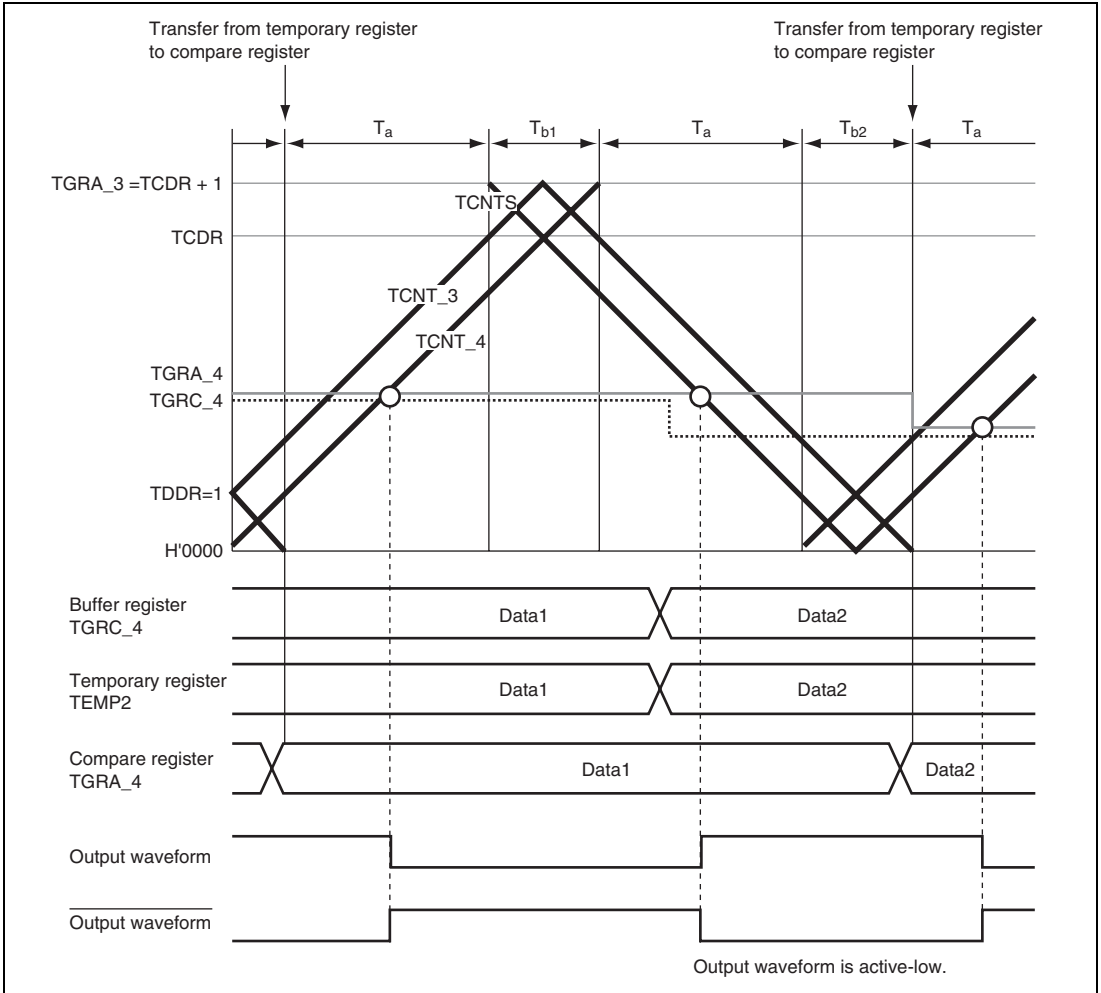 Transfer from temporary register
to compare register
Transfer from temporary register
to compare register
Ta
Tb1
Ta
Tb2
Ta
TGRA_3 =TCDR + 1
TCNTS
TCDR
TCNT_3
TCNT_4
TGRA_4
TGRC_4
TDDR=1
H'0000
Buffer register
TGRC_4
Data1
Data2
Temporary register
TEMP2
Data1
Data2
Compare register
TGRA_4
Data1
Data2
Output waveform
Output waveform
Output waveform is active-low.